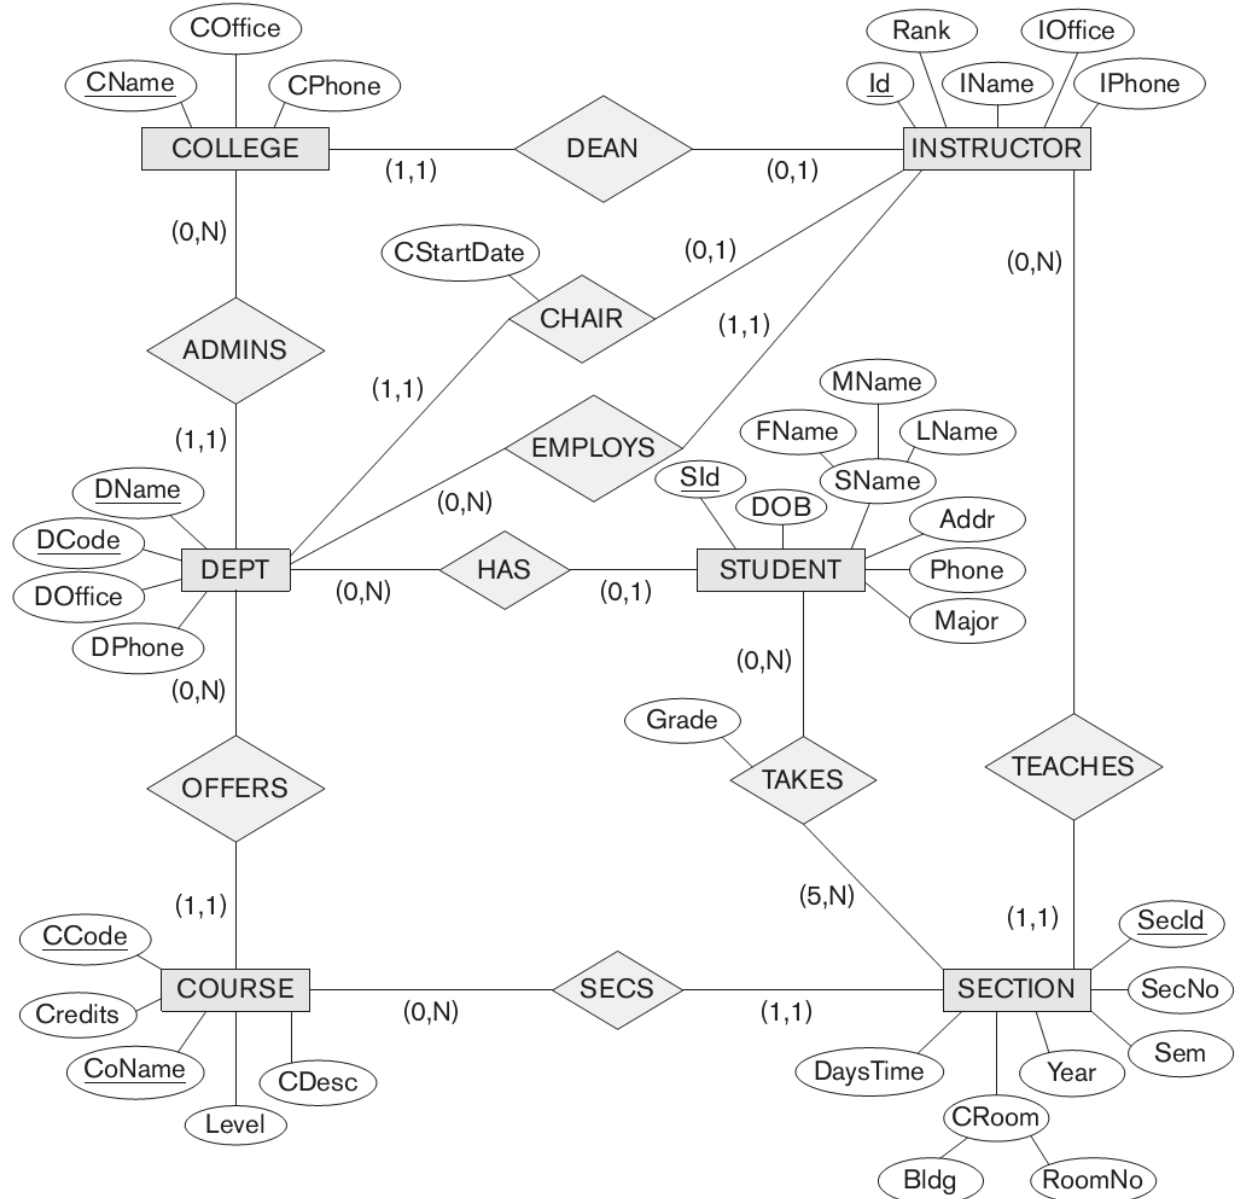 COffice
Rank
IOffice
CName
CPhone
Id
IName
IPhone
COLLEGE
DEAN
INSTRUCTOR
(1,1)
(0,1)
(0,N)
CStartDate
(0,1)
(0,N)
CHAIR
(1,1)
ADMINS
(1,1)
MName
(1,1)
EMPLOYS
FName
LName
DName
(0,N)
SId
SName
DOB
Addr
DCode
DEPT
HAS
STUDENT
Phone
DOffice
(0,N)
(0,1)
Major
DPhone
(0,N)
(0,N)
Grade
OFFERS
TAKES
TEACHES
(1,1)
(5,N)
(1,1)
SecId
CCode
COURSE
SECS
SECTION
SecNo
Credits
(0,N)
(1,1)
Sem
CoName
CDesc
DaysTime
Year
Level
CRoom
Bldg
RoomNo